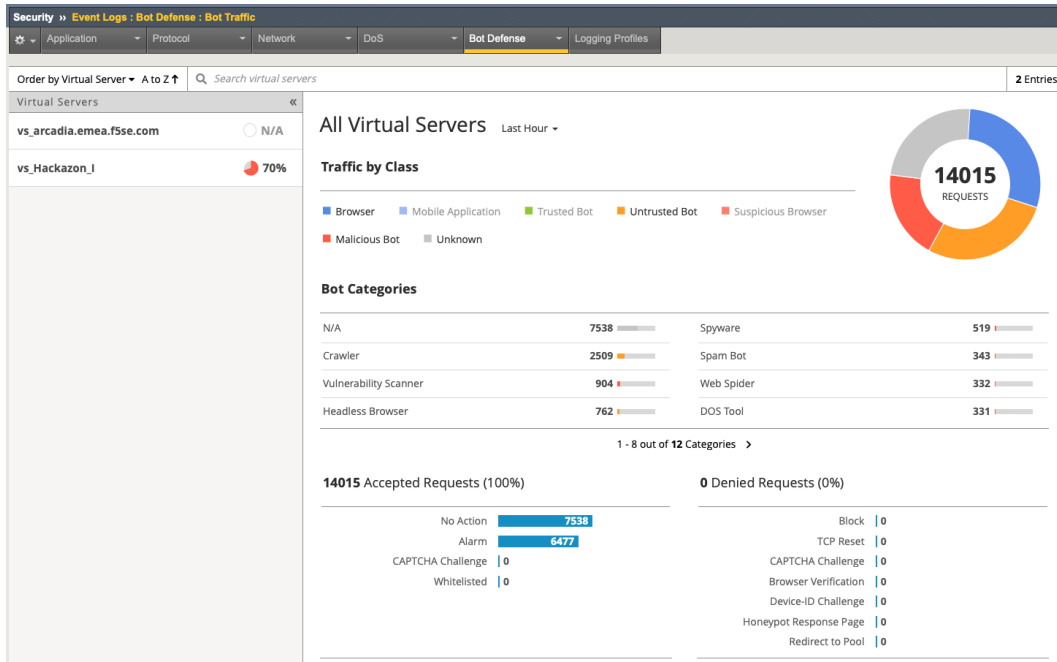 Security ›› Event Logs : Bot Defense : Bot Traffic
Application Protocol Network DoS Bot Defense Logging Profiles
Order by Virtual Server A to Z Search virtual servers 2 Entries
Virtual Servers «
vs_arcadia.emea.f5se.com N/A
vs_Hackazon_I 70%
All Virtual Servers Last Hour
Traffic by Class
Browser Mobile Application Trusted Bot Untrusted Bot Suspicious Browser
Malicious Bot Unknown
14015
REQUESTS
Bot Categories
N/A 7538 Spyware 519
Crawler 2509 Spam Bot 343
Vulnerability Scanner 904 Web Spider 332
Headless Browser 762 DOS Tool 331
1 - 8 out of 12 Categories
14015 Accepted Requests (100%)
No Action 7538
Alarm 6477
CAPTCHA Challenge 0
Whitelisted 0
0 Denied Requests (0%)
Block 0
TCP Reset 0
CAPTCHA Challenge 0
Browser Verification 0
Device-ID Challenge 0
Honeypot Response Page 0
Redirect to Pool 0